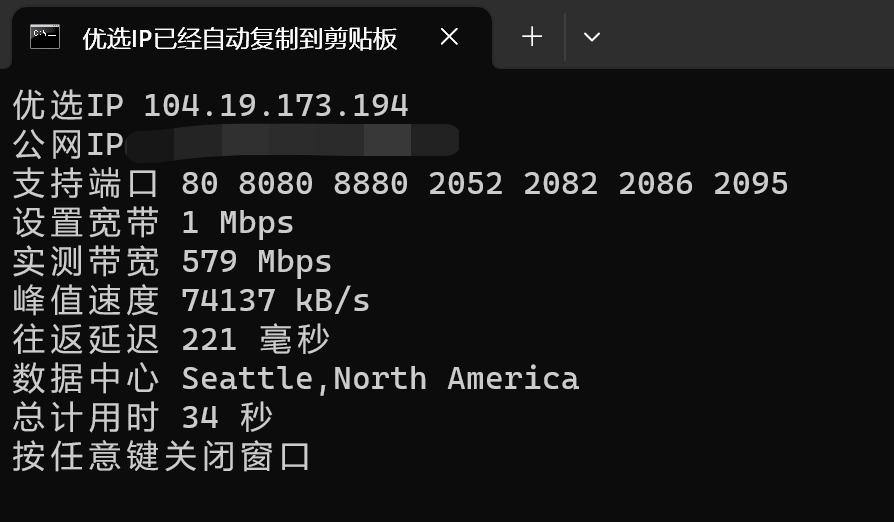 优选IP已经自动复制到剪贴板
优选IP 104.19.173.194
公网IP
支持端口 80 8080 8880 2052 2082 2086 2095
设置宽带 1 Mbps
实测带宽 579 Mbps
峰值速度 74137 kB/s
往返延迟 221 毫秒
数据中心 Seattle,North America
总计用时 34 秒
按任意键关闭窗口